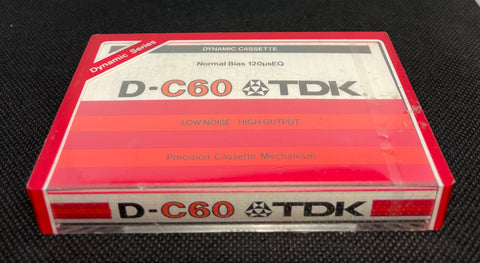 Dynamic Series
DYNAMIC CASSETTE
Normal Bias 120µsEQ
D-C60 TDK
LOW NOISE HIGH OUTPUT
Precision Cassette Mechanism
D-C60 TDK